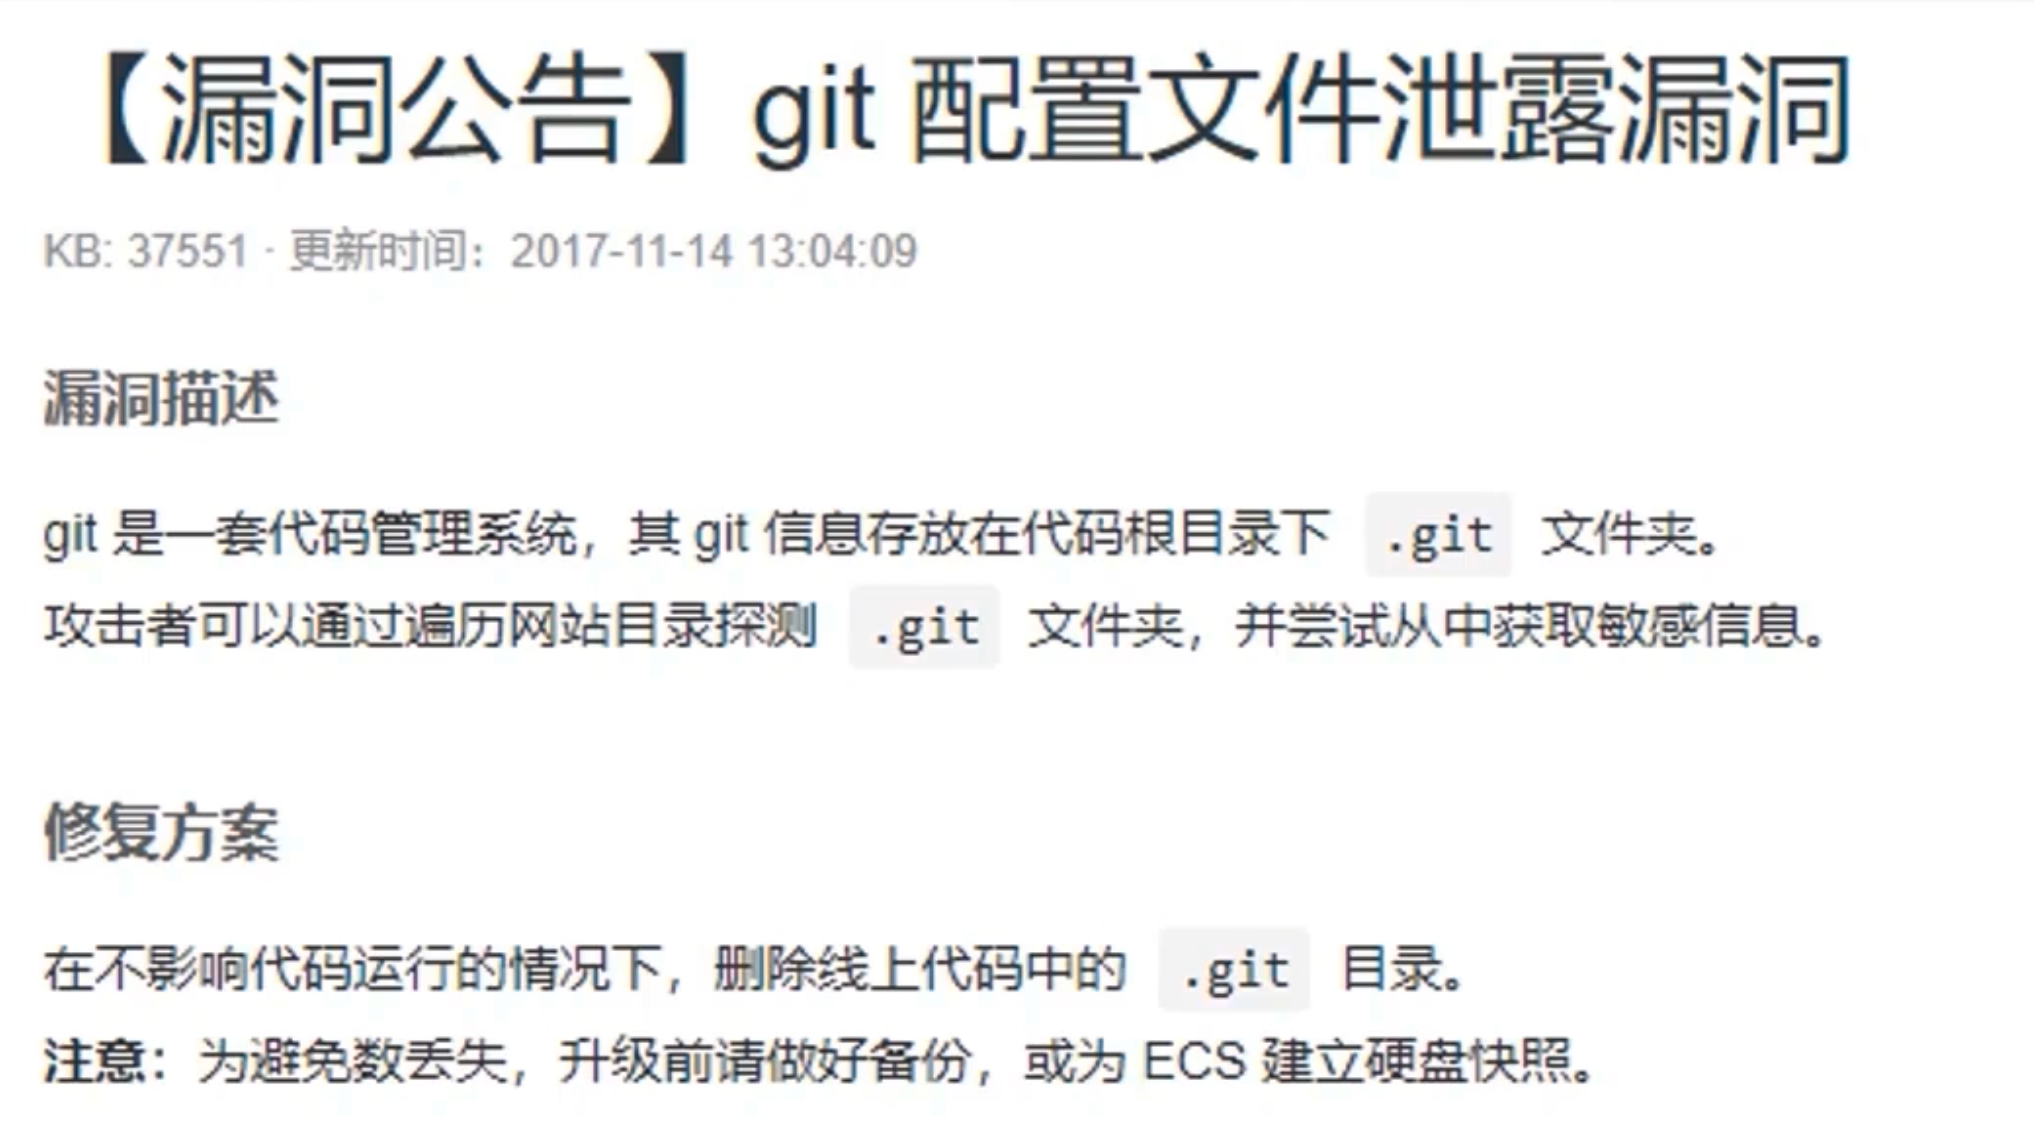 【漏洞公告】git 配置文件泄露漏洞
KB: 37551 · 更新时间：2017-11-14 13:04:09
漏洞描述
git 是一套代码管理系统，其 git 信息存放在代码根目录下 .git 文件夹。
攻击者可以通过遍历网站目录探测 .git 文件夹，并尝试从中获取敏感信息。
修复方案
在不影响代码运行的情况下，删除线上代码中的 .git 目录。
注意：为避免数丢失，升级前请做好备份，或为 ECS 建立硬盘快照。